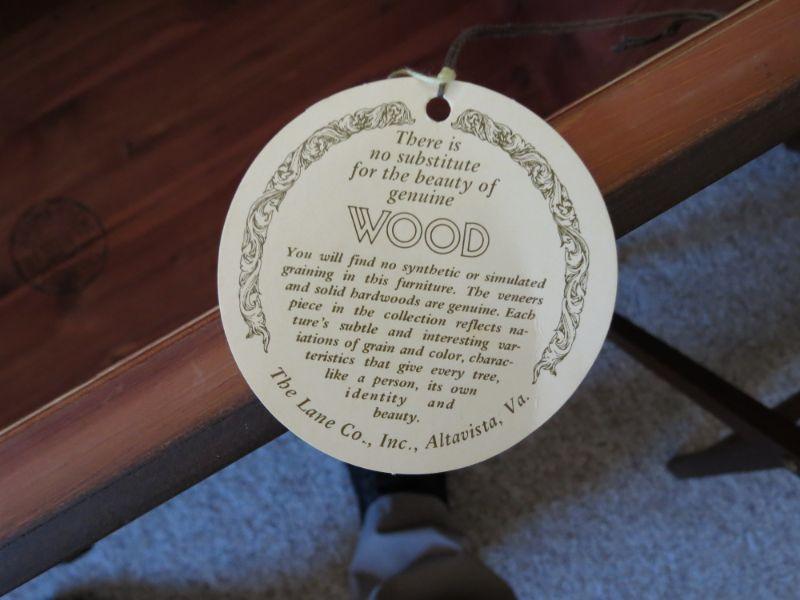 There is
no substitute
for the beauty of
genuine
WOOD
You will find no synthetic or simulated
graining in this furniture. The veneers
and solid hardwoods are genuine. Each
piece in the collection reflects na-
ture's subtle and interesting var-
iations of grain and color, charac-
teristics that give every tree,
like a person, its own
identity and
beauty.
The Lane Co., Inc., Altavista, Va.